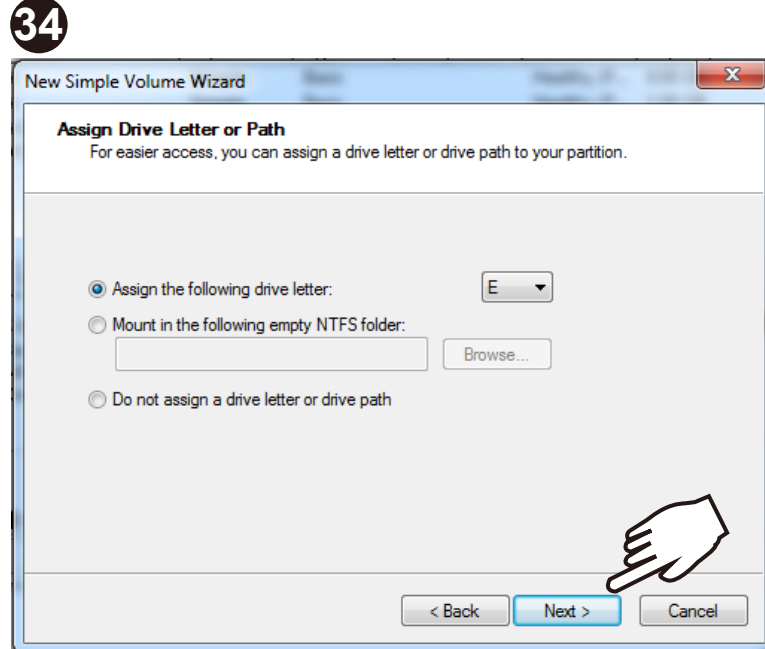 34
New Simple Volume Wizard
Assign Drive Letter or Path
For easier access, you can assign a drive letter or drive path to your partition.
Assign the following drive letter: E
Mount in the following empty NTFS folder:
Browse...
Do not assign a drive letter or drive path
< Back Next > Cancel